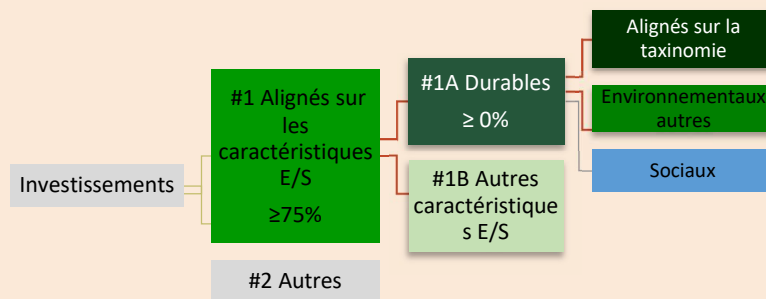 Investissements
#1 Alignés sur
les
caractéristiques
E/S
≥75%
#2 Autres
#1A Durables
≥ 0%
#1B Autres
caractéristique
s E/S
Alignés sur la
taxinomie
Environnementaux
autres
Sociaux